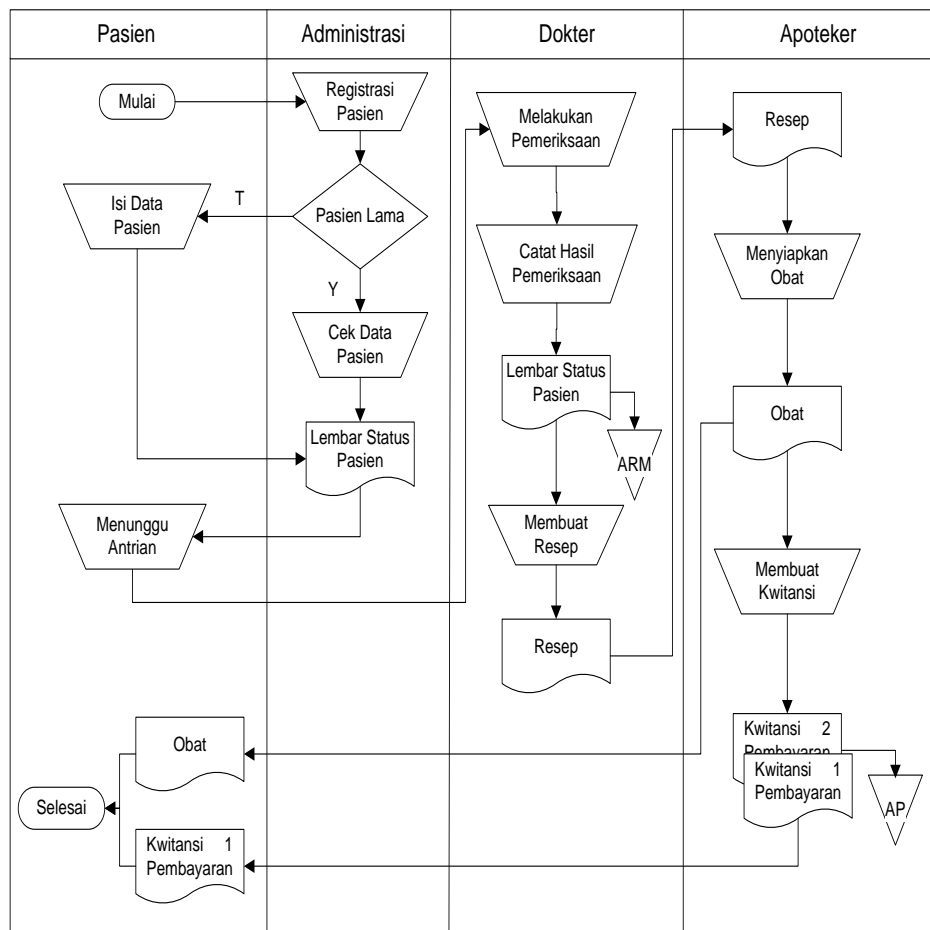 Pasien
Administrasi
Dokter
Apoteker
Mulai
Registrasi
Pasien
Pasien Lama
T
Y
Isi Data
Pasien
Cek Data
Pasien
Lembar Status
Pasien
Menunggu
Antrian
Melakukan
Pemeriksaan
Catat Hasil
Pemeriksaan
Lembar Status
Pasien
ARM
Membuat
Resep
Resep
Resep
Menyiapkan
Obat
Obat
Membuat
Kwitansi
Kwitansi 2
Pembayaran
Kwitansi 1
Pembayaran
AP
Obat
Kwitansi 1
Pembayaran
Selesai